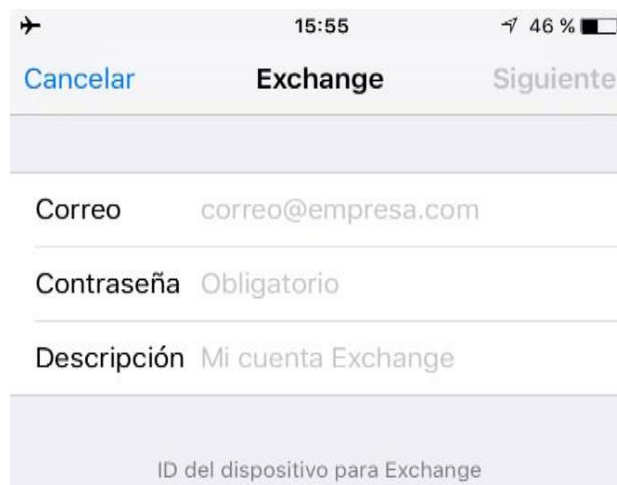 15:55 46 %
Cancelar Exchange Siguiente
Correo correo@empresa.com
Contraseña Obligatorio
Descripción Mi cuenta Exchange
ID del dispositivo para Exchange